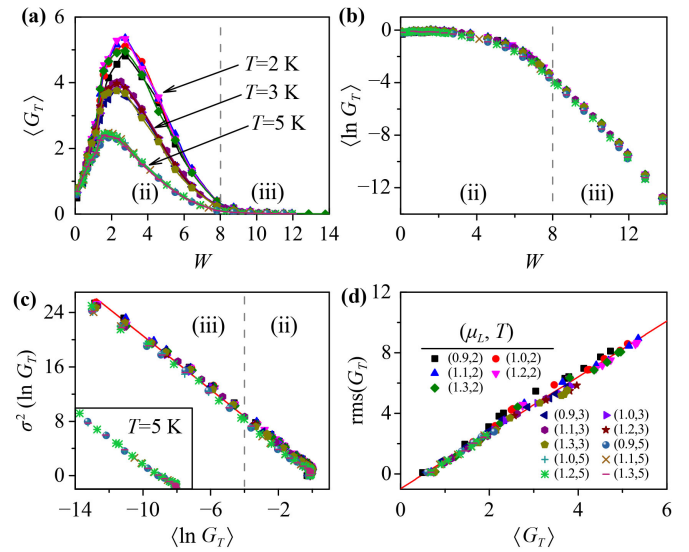 (a)
6
4
2
0
⟨G_T⟩
T=2 K
T=3 K
T=5 K
(ii)
(iii)
0 2 4 6 8 10 12 14
W
(b)
0
−4
−8
−12
⟨ln G_T⟩
(ii)
(iii)
0 4 8 12
W
(c)
24
16
8
0
σ² (ln G_T)
(iii)
(ii)
T=5 K
−14 −10 −6 −2
⟨ln G_T⟩
(d)
12
8
4
0
rms(G_T)
(μ_L, T)
(0.9,2) (1.0,2)
(1.1,2) (1.2,2)
(1.3,2)
(0.9,3) (1.0,3)
(1.1,3) (1.2,3)
(1.3,3) (0.9,5)
(1.0,5) (1.1,5)
(1.2,5) (1.3,5)
0 2 4 6
⟨G_T⟩